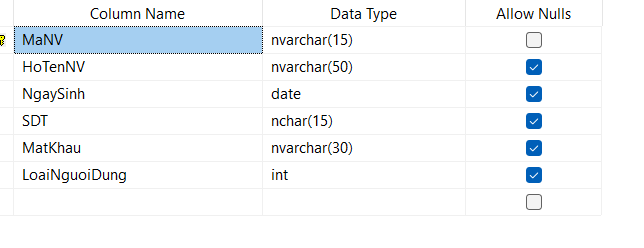 Column Name Data Type Allow Nulls
MaNV nvarchar(15)
HoTenNV nvarchar(50)
NgaySinh date
SDT nchar(15)
MatKhau nvarchar(30)
LoaiNguoiDung int